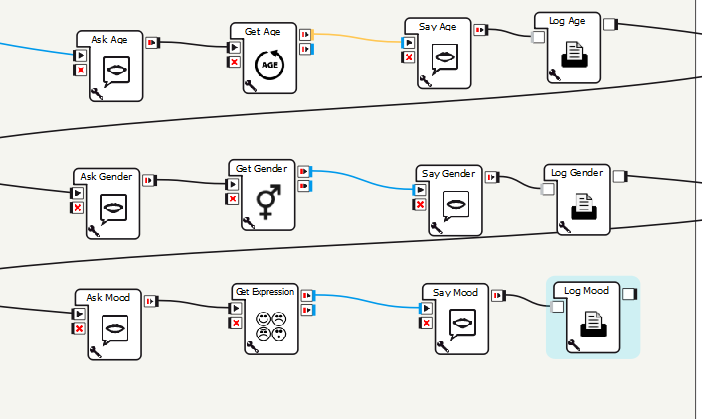 Ask Age
Get Age
AGE
Say Age
Log Age
Ask Gender
Get Gender
Say Gender
Log Gender
Ask Mood
Get Expression
Say Mood
Log Mood